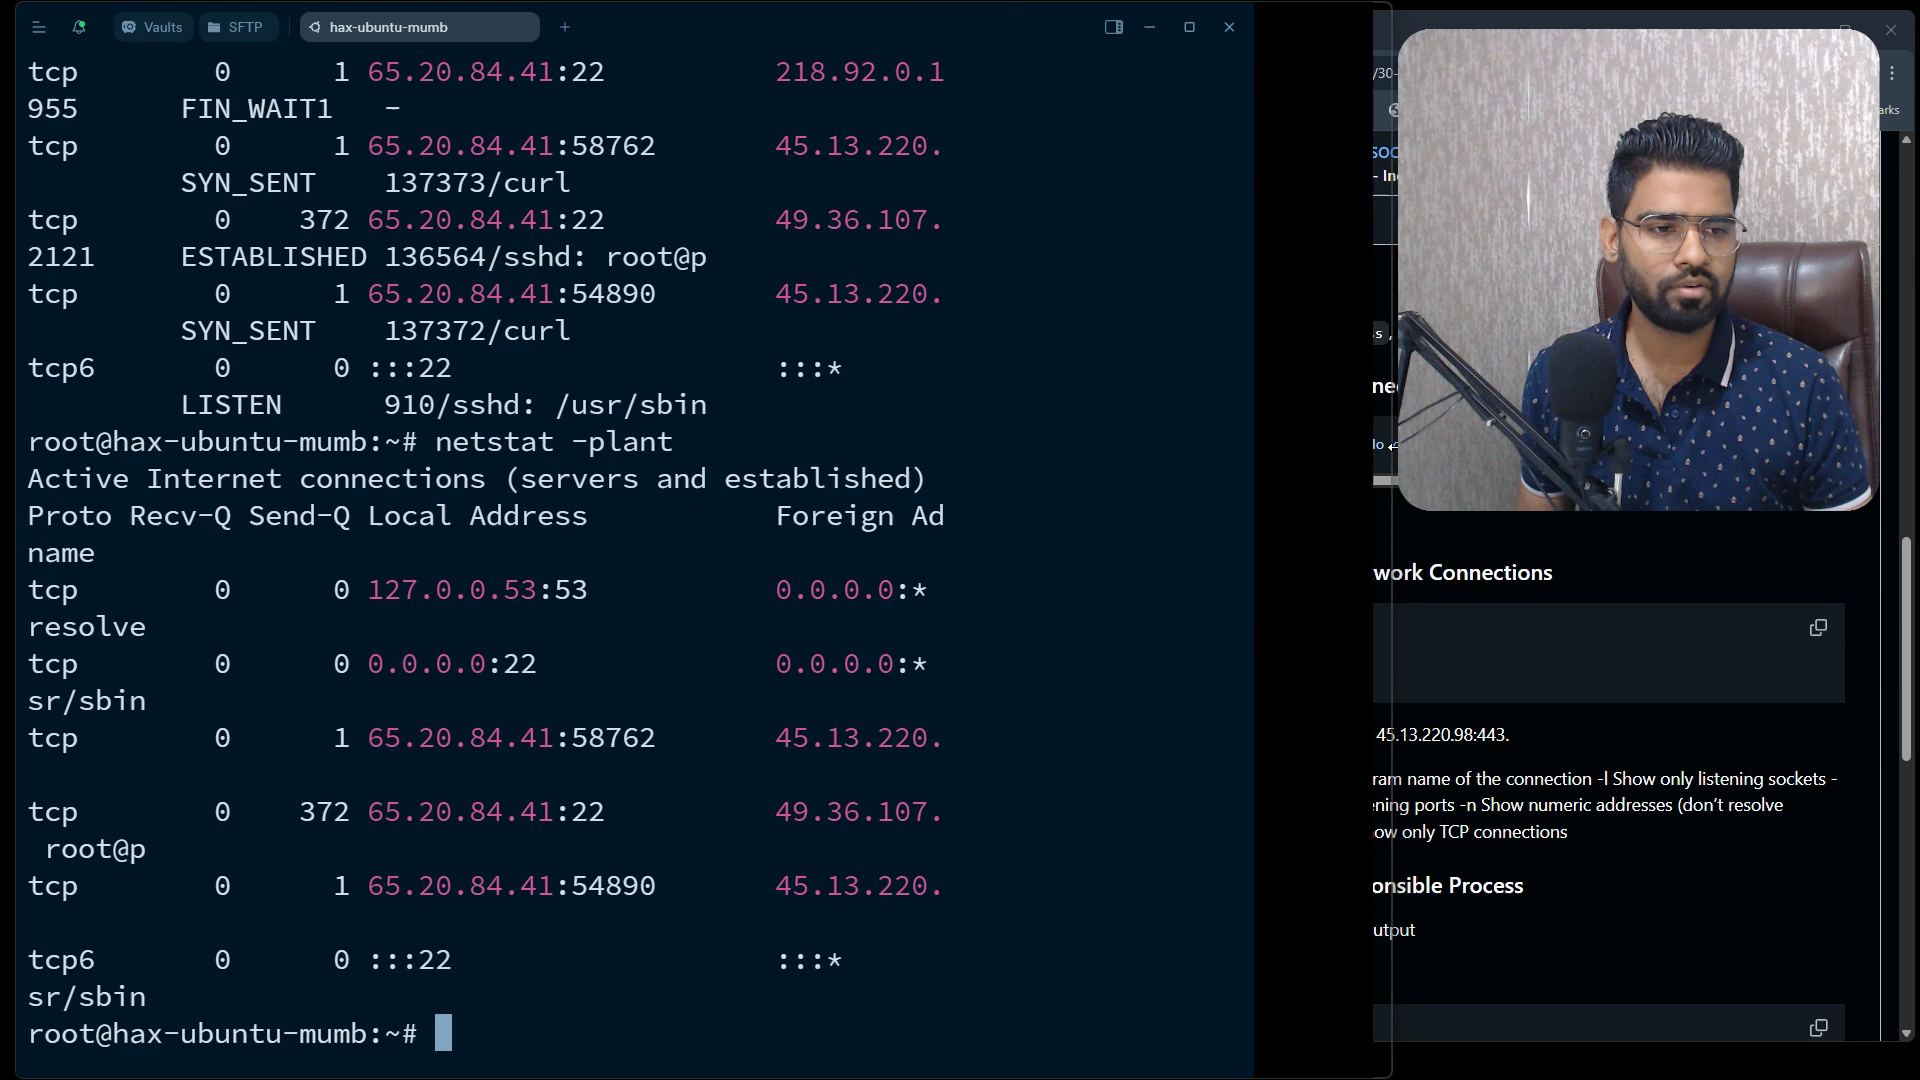 Vaults
SFTP
hax-ubuntu-mumb
tcp 0 1 65.20.84.41:22 218.92.0.1
955 FIN_WAIT1 -
tcp 0 1 65.20.84.41:58762 45.13.220.
SYN_SENT 137373/curl
tcp 0 372 65.20.84.41:22 49.36.107.
2121 ESTABLISHED 136564/sshd: root@p
tcp 0 1 65.20.84.41:54890 45.13.220.
SYN_SENT 137372/curl
tcp6 0 0 :::22 :::*
LISTEN 910/sshd: /usr/sbin
root@hax-ubuntu-mumb:~# netstat -plant
Active Internet connections (servers and established)
Proto Recv-Q Send-Q Local Address Foreign Ad
name
tcp 0 0 127.0.0.53:53 0.0.0.0:*
resolve
tcp 0 0 0.0.0.0:22 0.0.0.0:*
sr/sbin
tcp 0 1 65.20.84.41:58762 45.13.220.
tcp 0 372 65.20.84.41:22 49.36.107.
root@p
tcp 0 1 65.20.84.41:54890 45.13.220.
tcp6 0 0 :::22 :::*
sr/sbin
root@hax-ubuntu-mumb:~#
/30-
arks
soc
- In
s ,
ne
lo
work Connections
45.13.220.98:443.
ram name of the connection -l Show only listening sockets -
ening ports -n Show numeric addresses (don't resolve
ow only TCP connections
onsible Process
utput